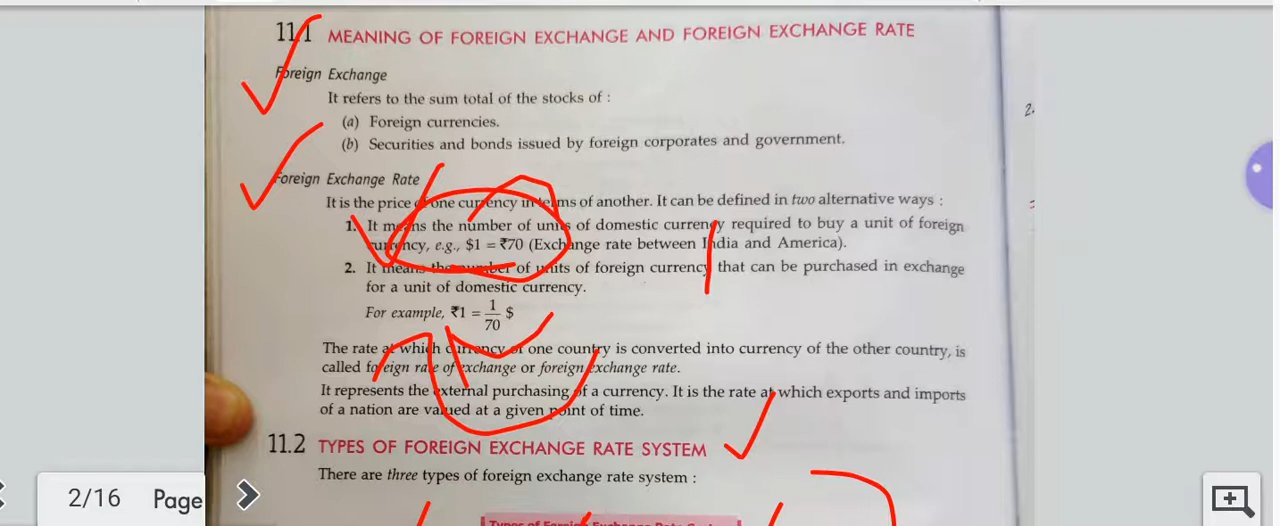 11.1 MEANING OF FOREIGN EXCHANGE AND FOREIGN EXCHANGE RATE
Foreign Exchange
It refers to the sum total of the stocks of :
(a) Foreign currencies.
(b) Securities and bonds issued by foreign corporates and government.
Foreign Exchange Rate
It is the price of one currency in terms of another. It can be defined in two alternative ways :
1. It means the number of units of domestic currency required to buy a unit of foreign
currency, e.g., $1 = ₹70 (Exchange rate between India and America).
2. It means the number of units of foreign currency that can be purchased in exchange
for a unit of domestic currency.
For example, ₹1 = 1/70 $
The rate at which currency of one country is converted into currency of the other country, is
called foreign rate of exchange or foreign exchange rate.
It represents the external purchasing of a currency. It is the rate at which exports and imports
of a nation are valued at a given point of time.
11.2 TYPES OF FOREIGN EXCHANGE RATE SYSTEM
There are three types of foreign exchange rate system :
2.
2/16 Page